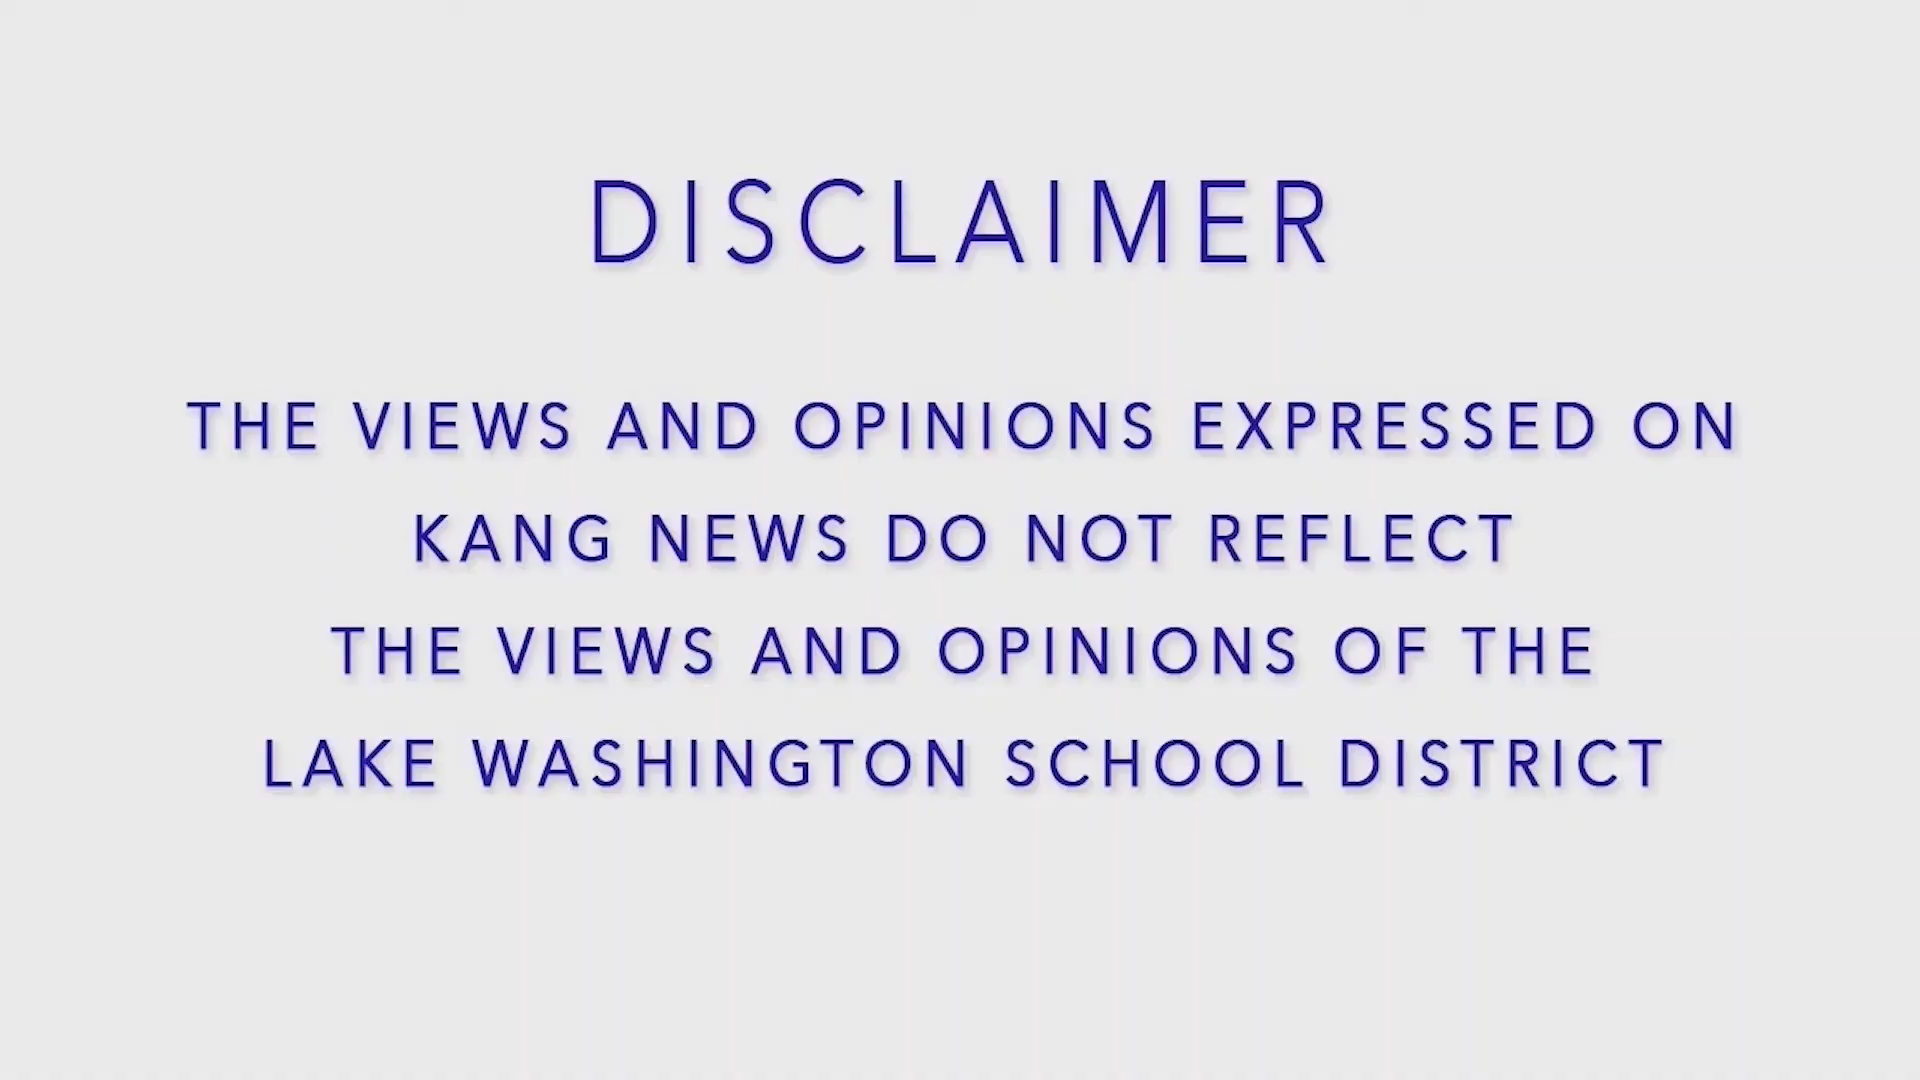 DISCLAIMER
THE VIEWS AND OPINIONS EXPRESSED ON
KANG NEWS DO NOT REFLECT
THE VIEWS AND OPINIONS OF THE
LAKE WASHINGTON SCHOOL DISTRICT